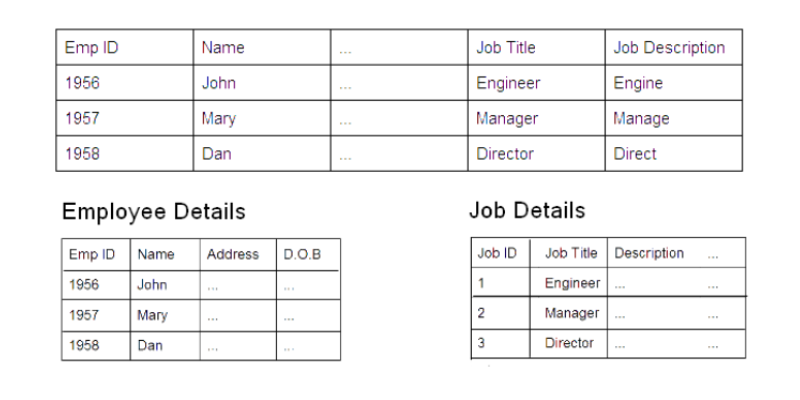 Emp ID Name ... Job Title Job Description
1956 John ... Engineer Engine
1957 Mary ... Manager Manage
1958 Dan ... Director Direct
Employee Details
Emp ID Name Address D.O.B
1956 John ... ...
1957 Mary ... ...
1958 Dan ... ...
Job Details
Job ID Job Title Description ...
1 Engineer ... ...
2 Manager ... ...
3 Director ... ...